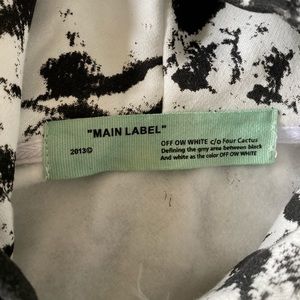 "MAIN LABEL"
2013©
OFF OW WHITE c/o Four Cactus
Defining the grey area between black
And white as the color OFF OW WHITE